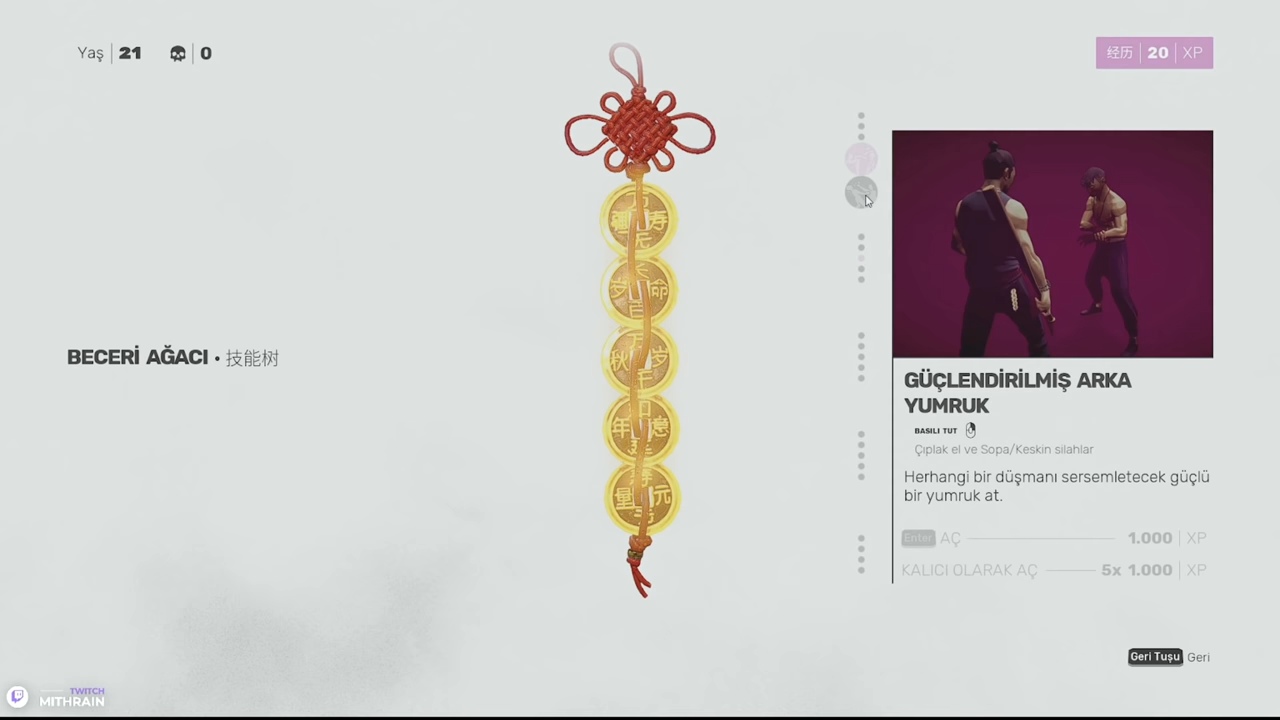 Yaş 21 0
经历 20 XP
BECERİ AĞACI • 技能树
GÜÇLENDİRİLMİŞ ARKA
YUMRUK
BASILI TUT
Çıplak el ve Sopa/Keskin silahlar
Herhangi bir düşmanı sersemletecek güçlü
bir yumruk at.
Enter AÇ 1.000 XP
KALICI OLARAK AÇ 5x 1.000 XP
Geri Tuşu Geri
TWITCH
MITHRAIN